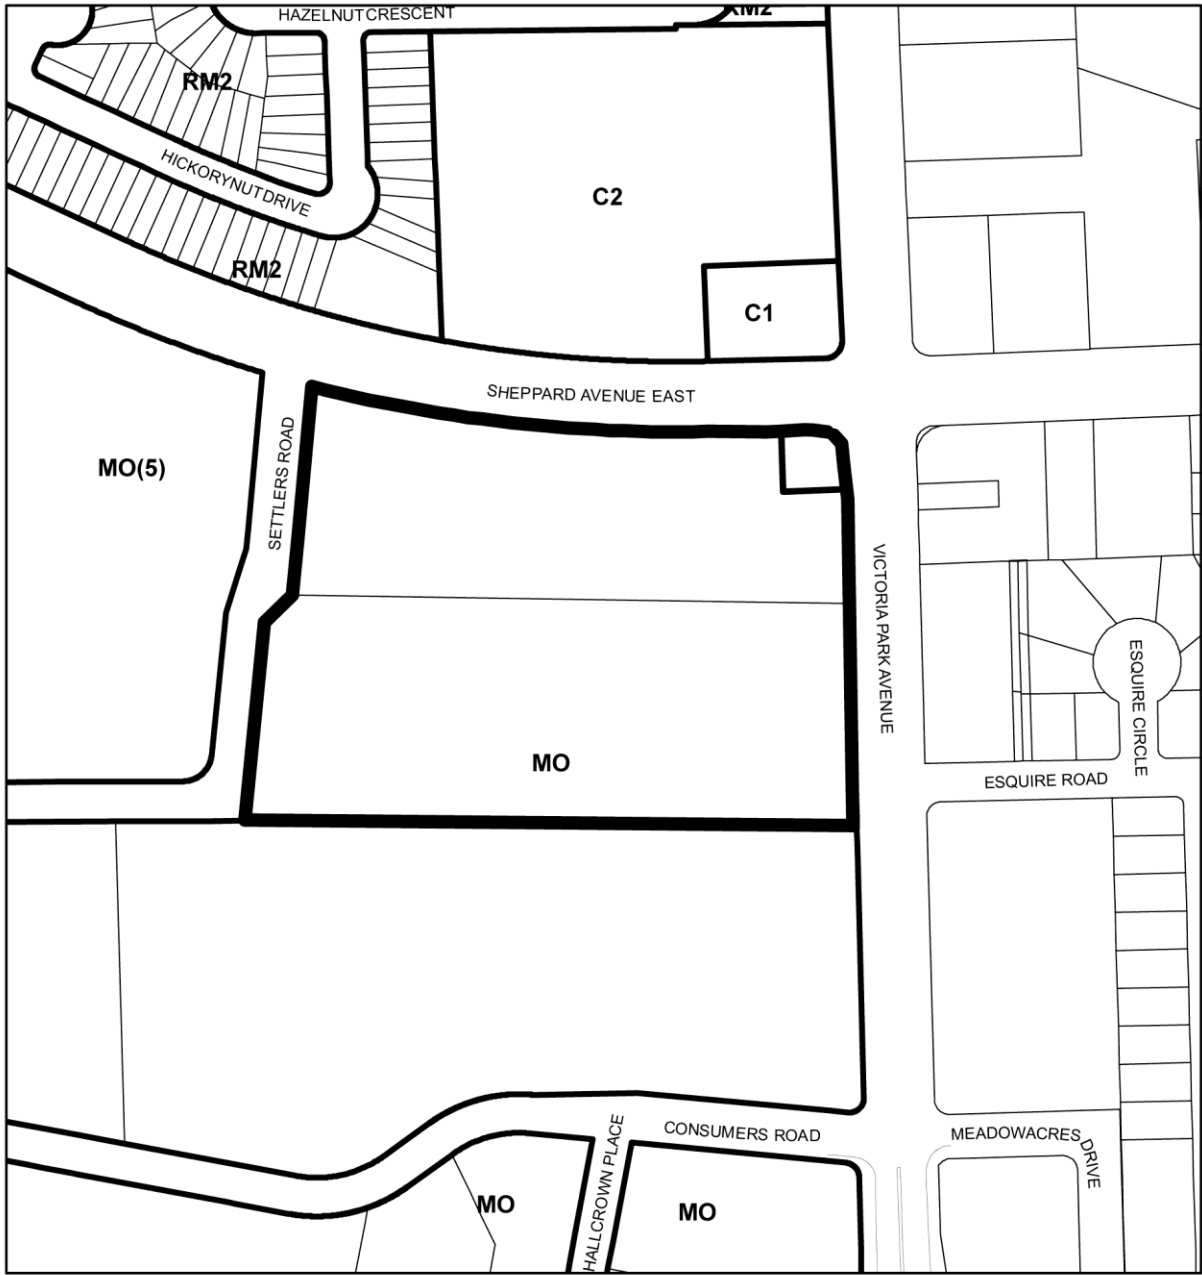 RM2
HAZELNUT CRESCENT
RM2
HICKORYNUT DRIVE
C2
RM2
C1
SHEPPARD AVENUE EAST
MO(5)
SETTLERS ROAD
VICTORIA PARK AVENUE
ESQUIRE CIRCLE
MO
ESQUIRE ROAD
CONSUMERS ROAD
MEADOWACRES DRIVE
HALLCROWN PLACE
MO
MO